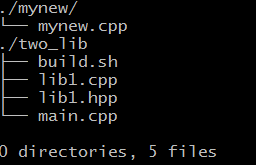 ./mynew/
└── mynew.cpp
./two_lib
├── build.sh
├── lib1.cpp
├── lib1.hpp
└── main.cpp
0 directories, 5 files